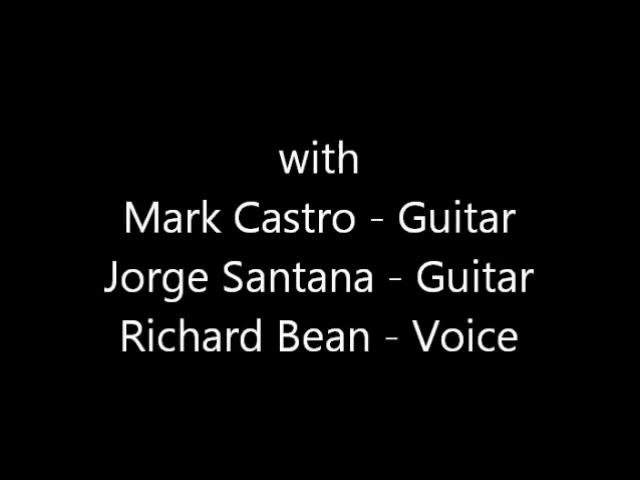 with
Mark Castro - Guitar
Jorge Santana - Guitar
Richard Bean - Voice